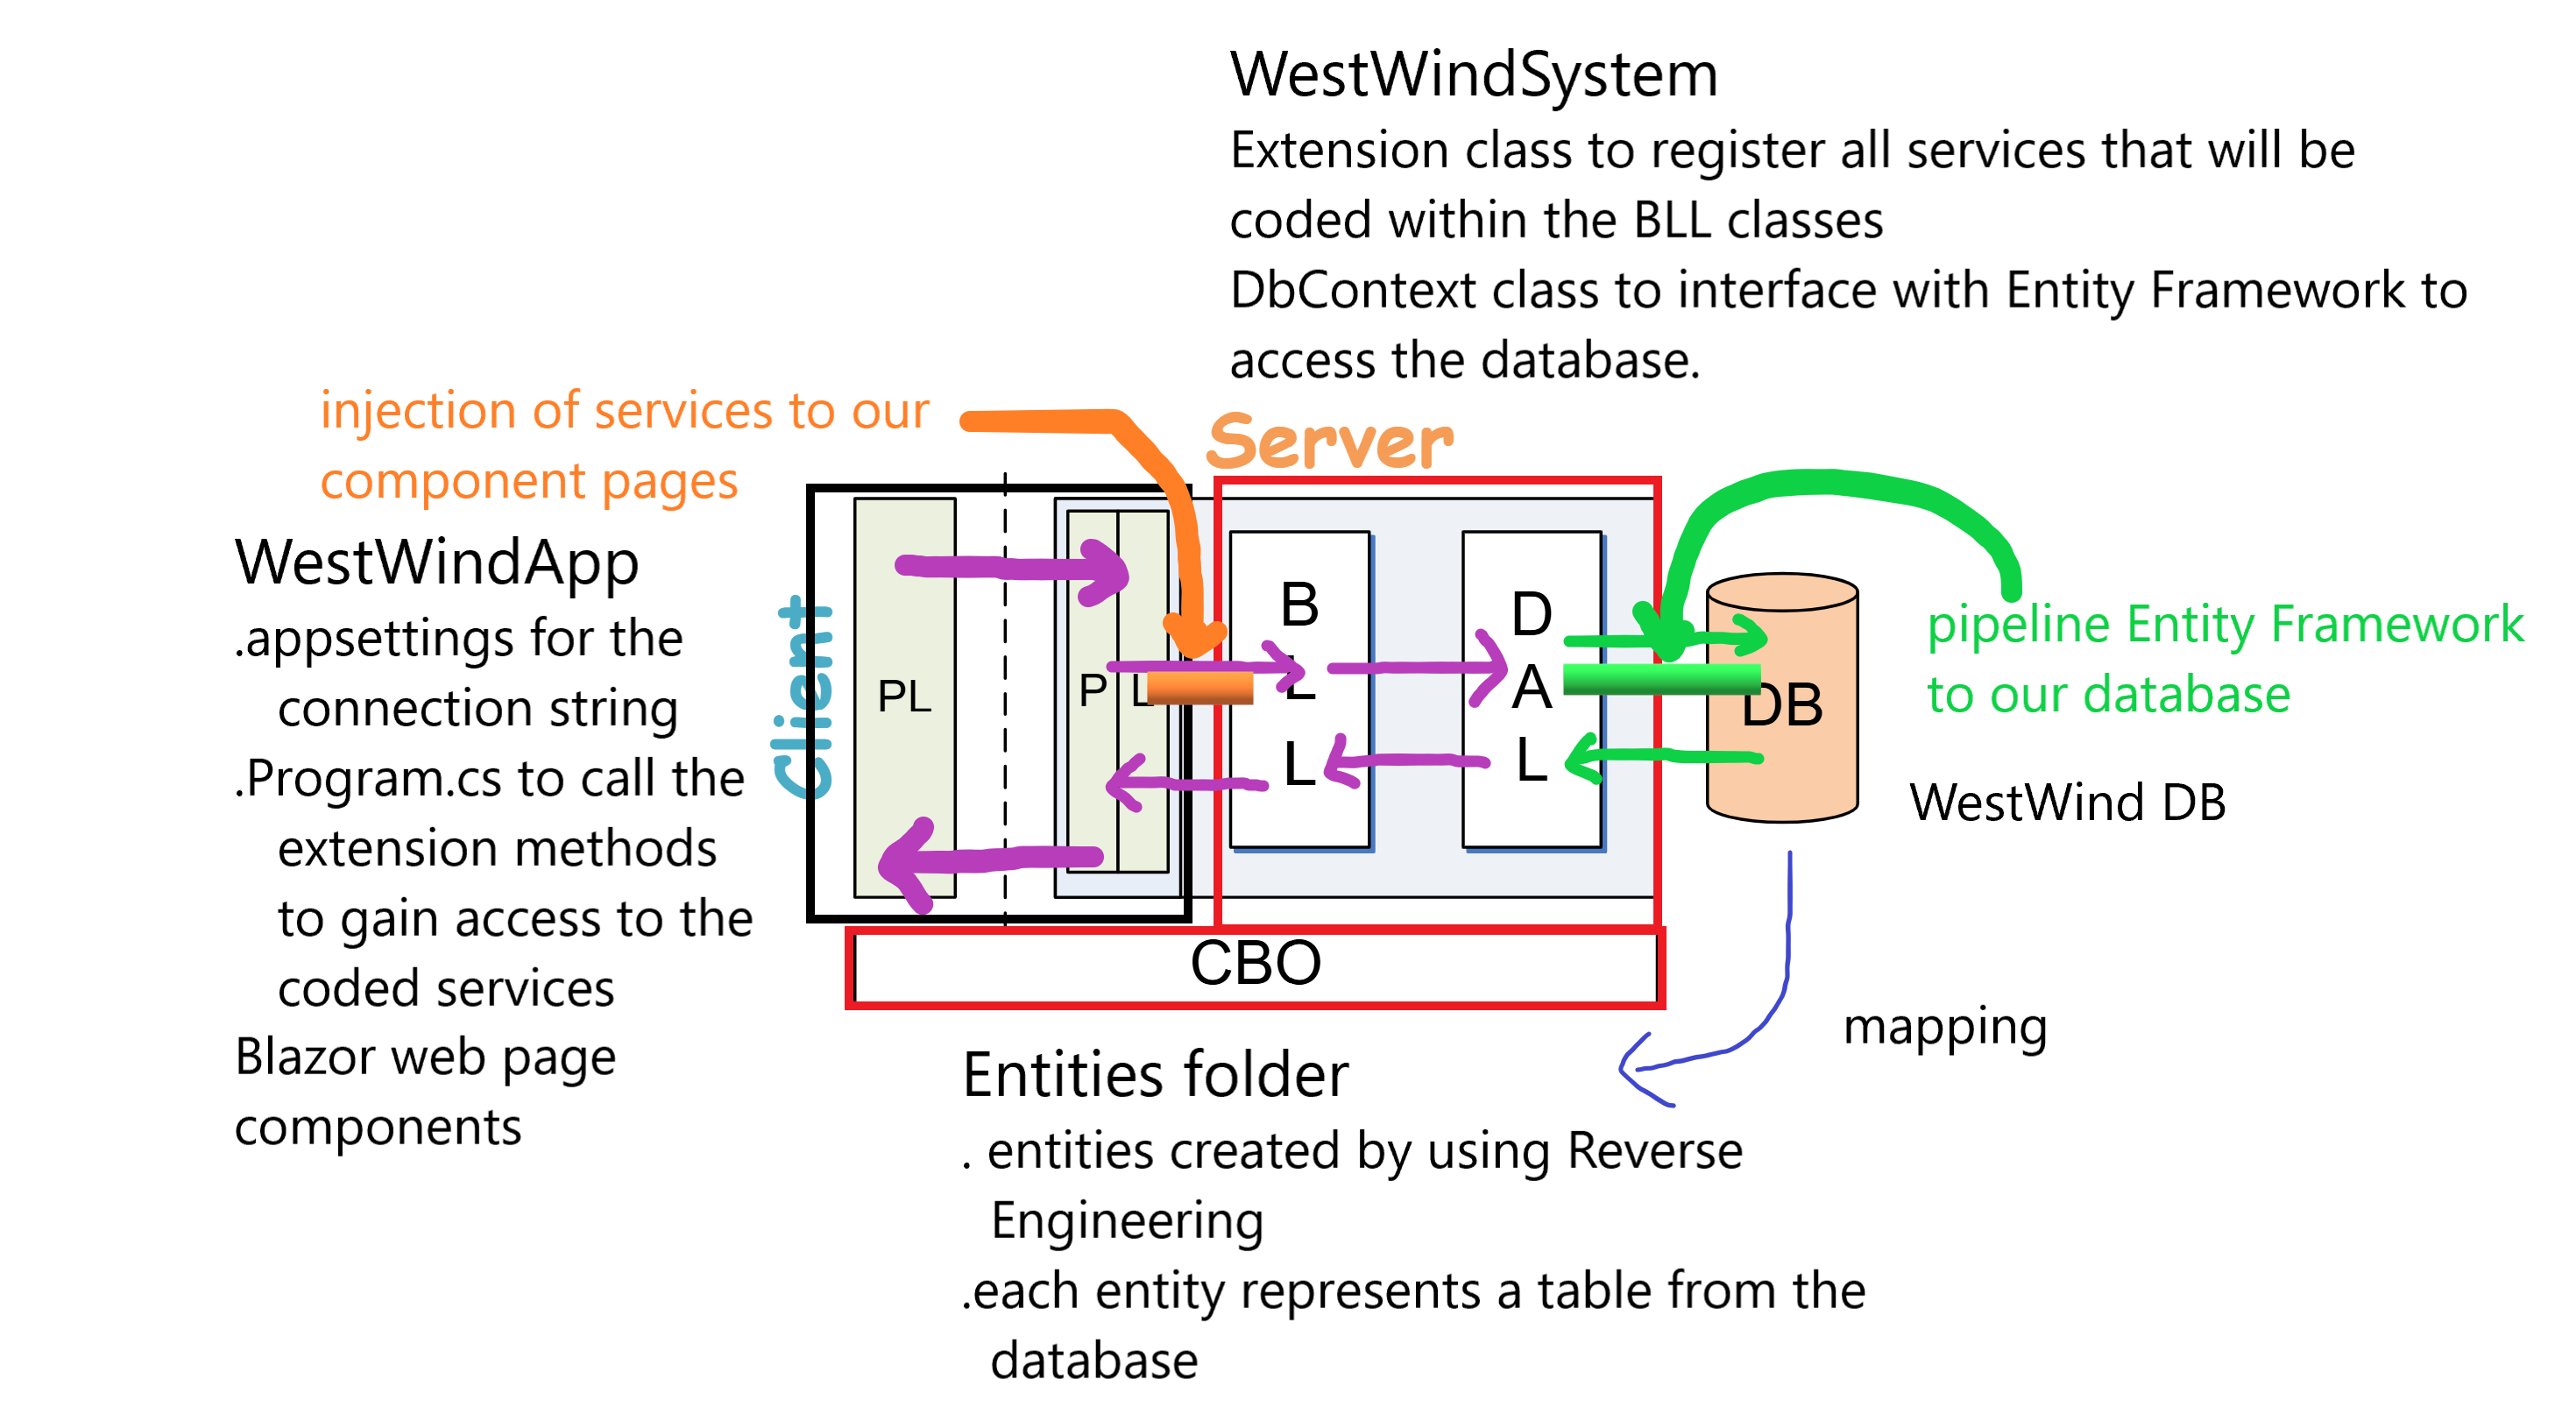 WestWindSystem
Extension class to register all services that will be
coded within the BLL classes
DbContext class to interface with Entity Framework to
access the database.
injection of services to our
component pages
Server
WestWindApp
.appsettings for the
connection string
.Program.cs to call the
extension methods
to gain access to the
coded services
Blazor web page
components
Client
PL
P L
B
L
L
D
A
L
DB
pipeline Entity Framework
to our database
WestWind DB
CBO
mapping
Entities folder
. entities created by using Reverse
Engineering
.each entity represents a table from the
database